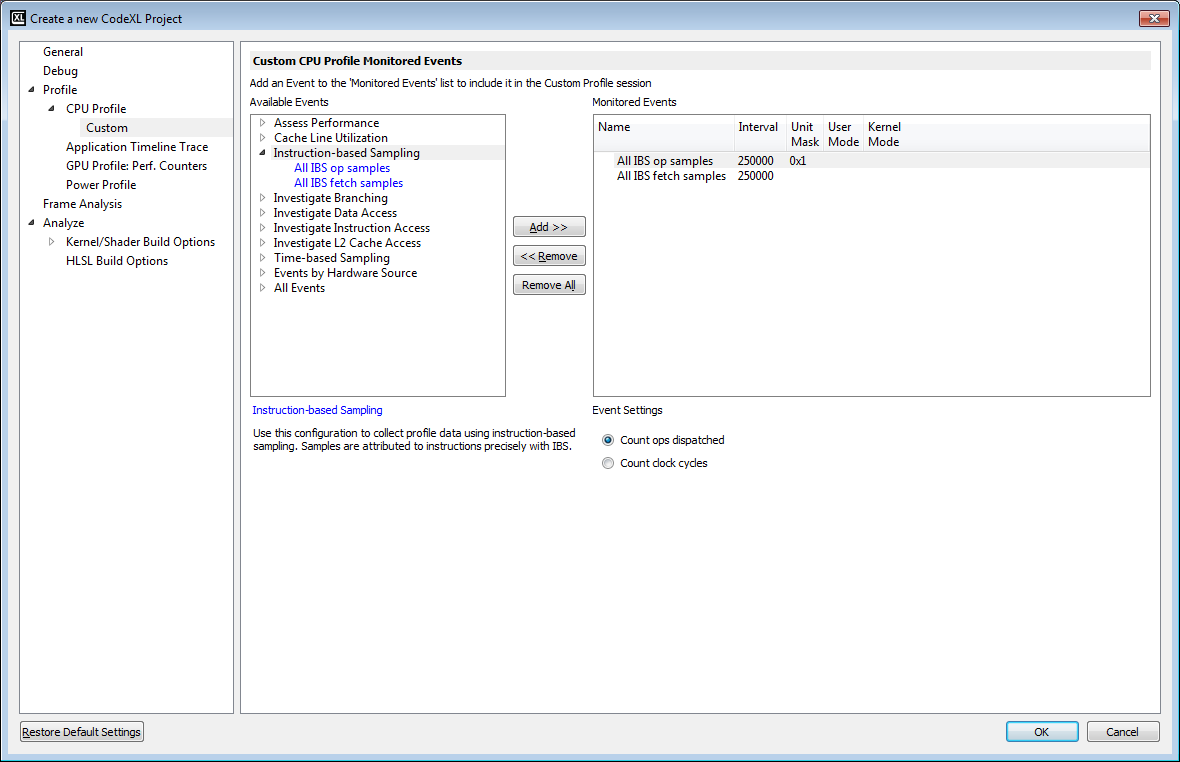 XL Create a new CodeXL Project
General
Debug
Profile
CPU Profile
Custom
Application Timeline Trace
GPU Profile: Perf. Counters
Power Profile
Frame Analysis
Analyze
Kernel/Shader Build Options
HLSL Build Options
Custom CPU Profile Monitored Events
Add an Event to the 'Monitored Events' list to include it in the Custom Profile session
Available Events
Assess Performance
Cache Line Utilization
Instruction-based Sampling
All IBS op samples
All IBS fetch samples
Investigate Branching
Investigate Data Access
Investigate Instruction Access
Investigate L2 Cache Access
Time-based Sampling
Events by Hardware Source
All Events
Add >>
<< Remove
Remove All
Monitored Events
Name Interval Unit Mask User Mode Kernel Mode
All IBS op samples 250000 0x1
All IBS fetch samples 250000
Instruction-based Sampling
Use this configuration to collect profile data using instruction-based
sampling. Samples are attributed to instructions precisely with IBS.
Event Settings
Count ops dispatched
Count clock cycles
Restore Default Settings
OK
Cancel